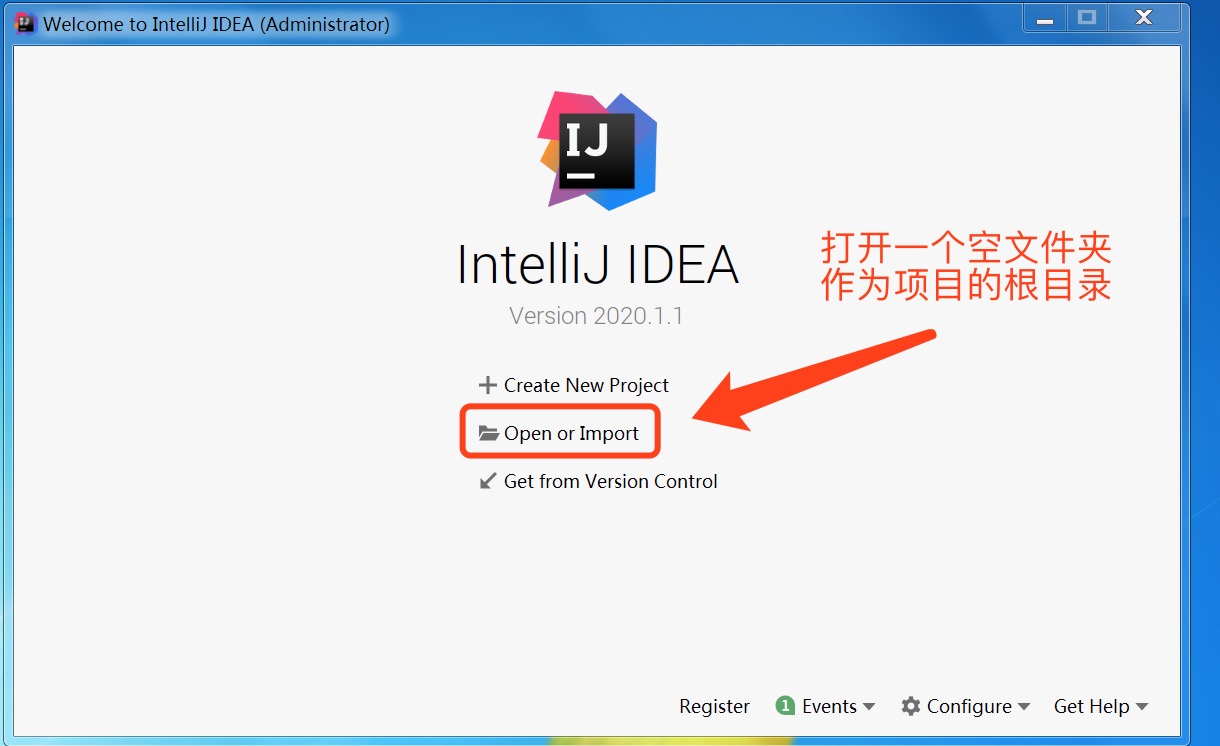 Welcome to IntelliJ IDEA (Administrator)
IJ
IntelliJ IDEA
Version 2020.1.1
打开一个空文件夹
作为项目的根目录
Create New Project
Open or Import
Get from Version Control
Register 1 Events Configure Get Help